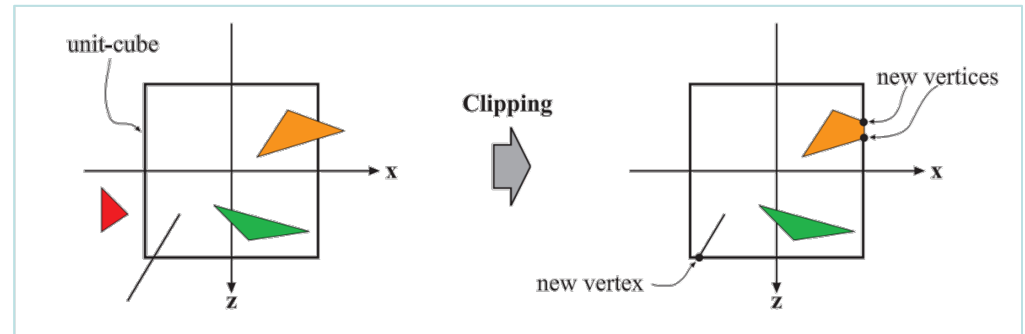 unit-cube
x
z
Clipping
new vertices
x
new vertex
z